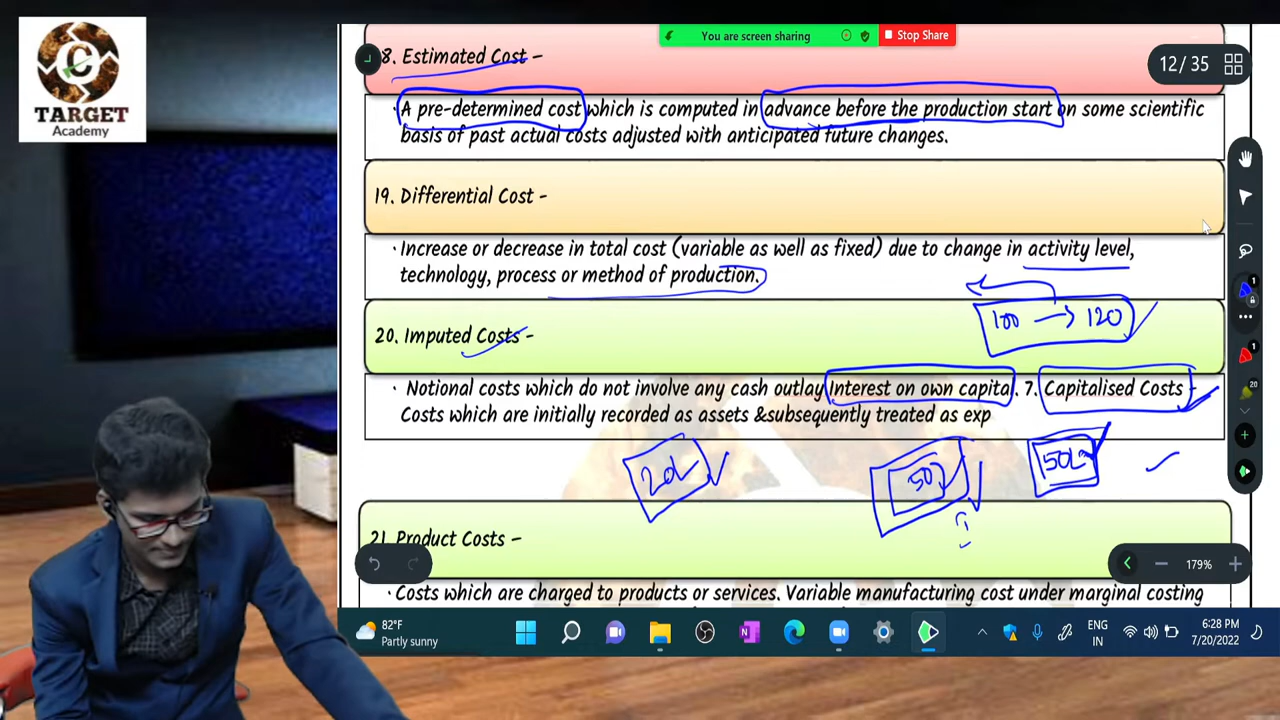 TARGET
Academy
You are screen sharing
Stop Share
12/ 35
8. Estimated Cost –
· A pre-determined cost which is computed in advance before the production start on some scientific
basis of past actual costs adjusted with anticipated future changes.
19. Differential Cost –
· Increase or decrease in total cost (variable as well as fixed) due to change in activity level,
technology, process or method of production.
100 → 120
20. Imputed Costs –
· Notional costs which do not involve any cash outlay Interest on own capital. 7. Capitalised Costs –
Costs which are initially recorded as assets &subsequently treated as exp
20L
50L
50L
21. Product Costs –
179%
· Costs which are charged to products or services. Variable manufacturing cost under marginal costing
82°F
Partly sunny
ENG
IN
6:28 PM
7/20/2022